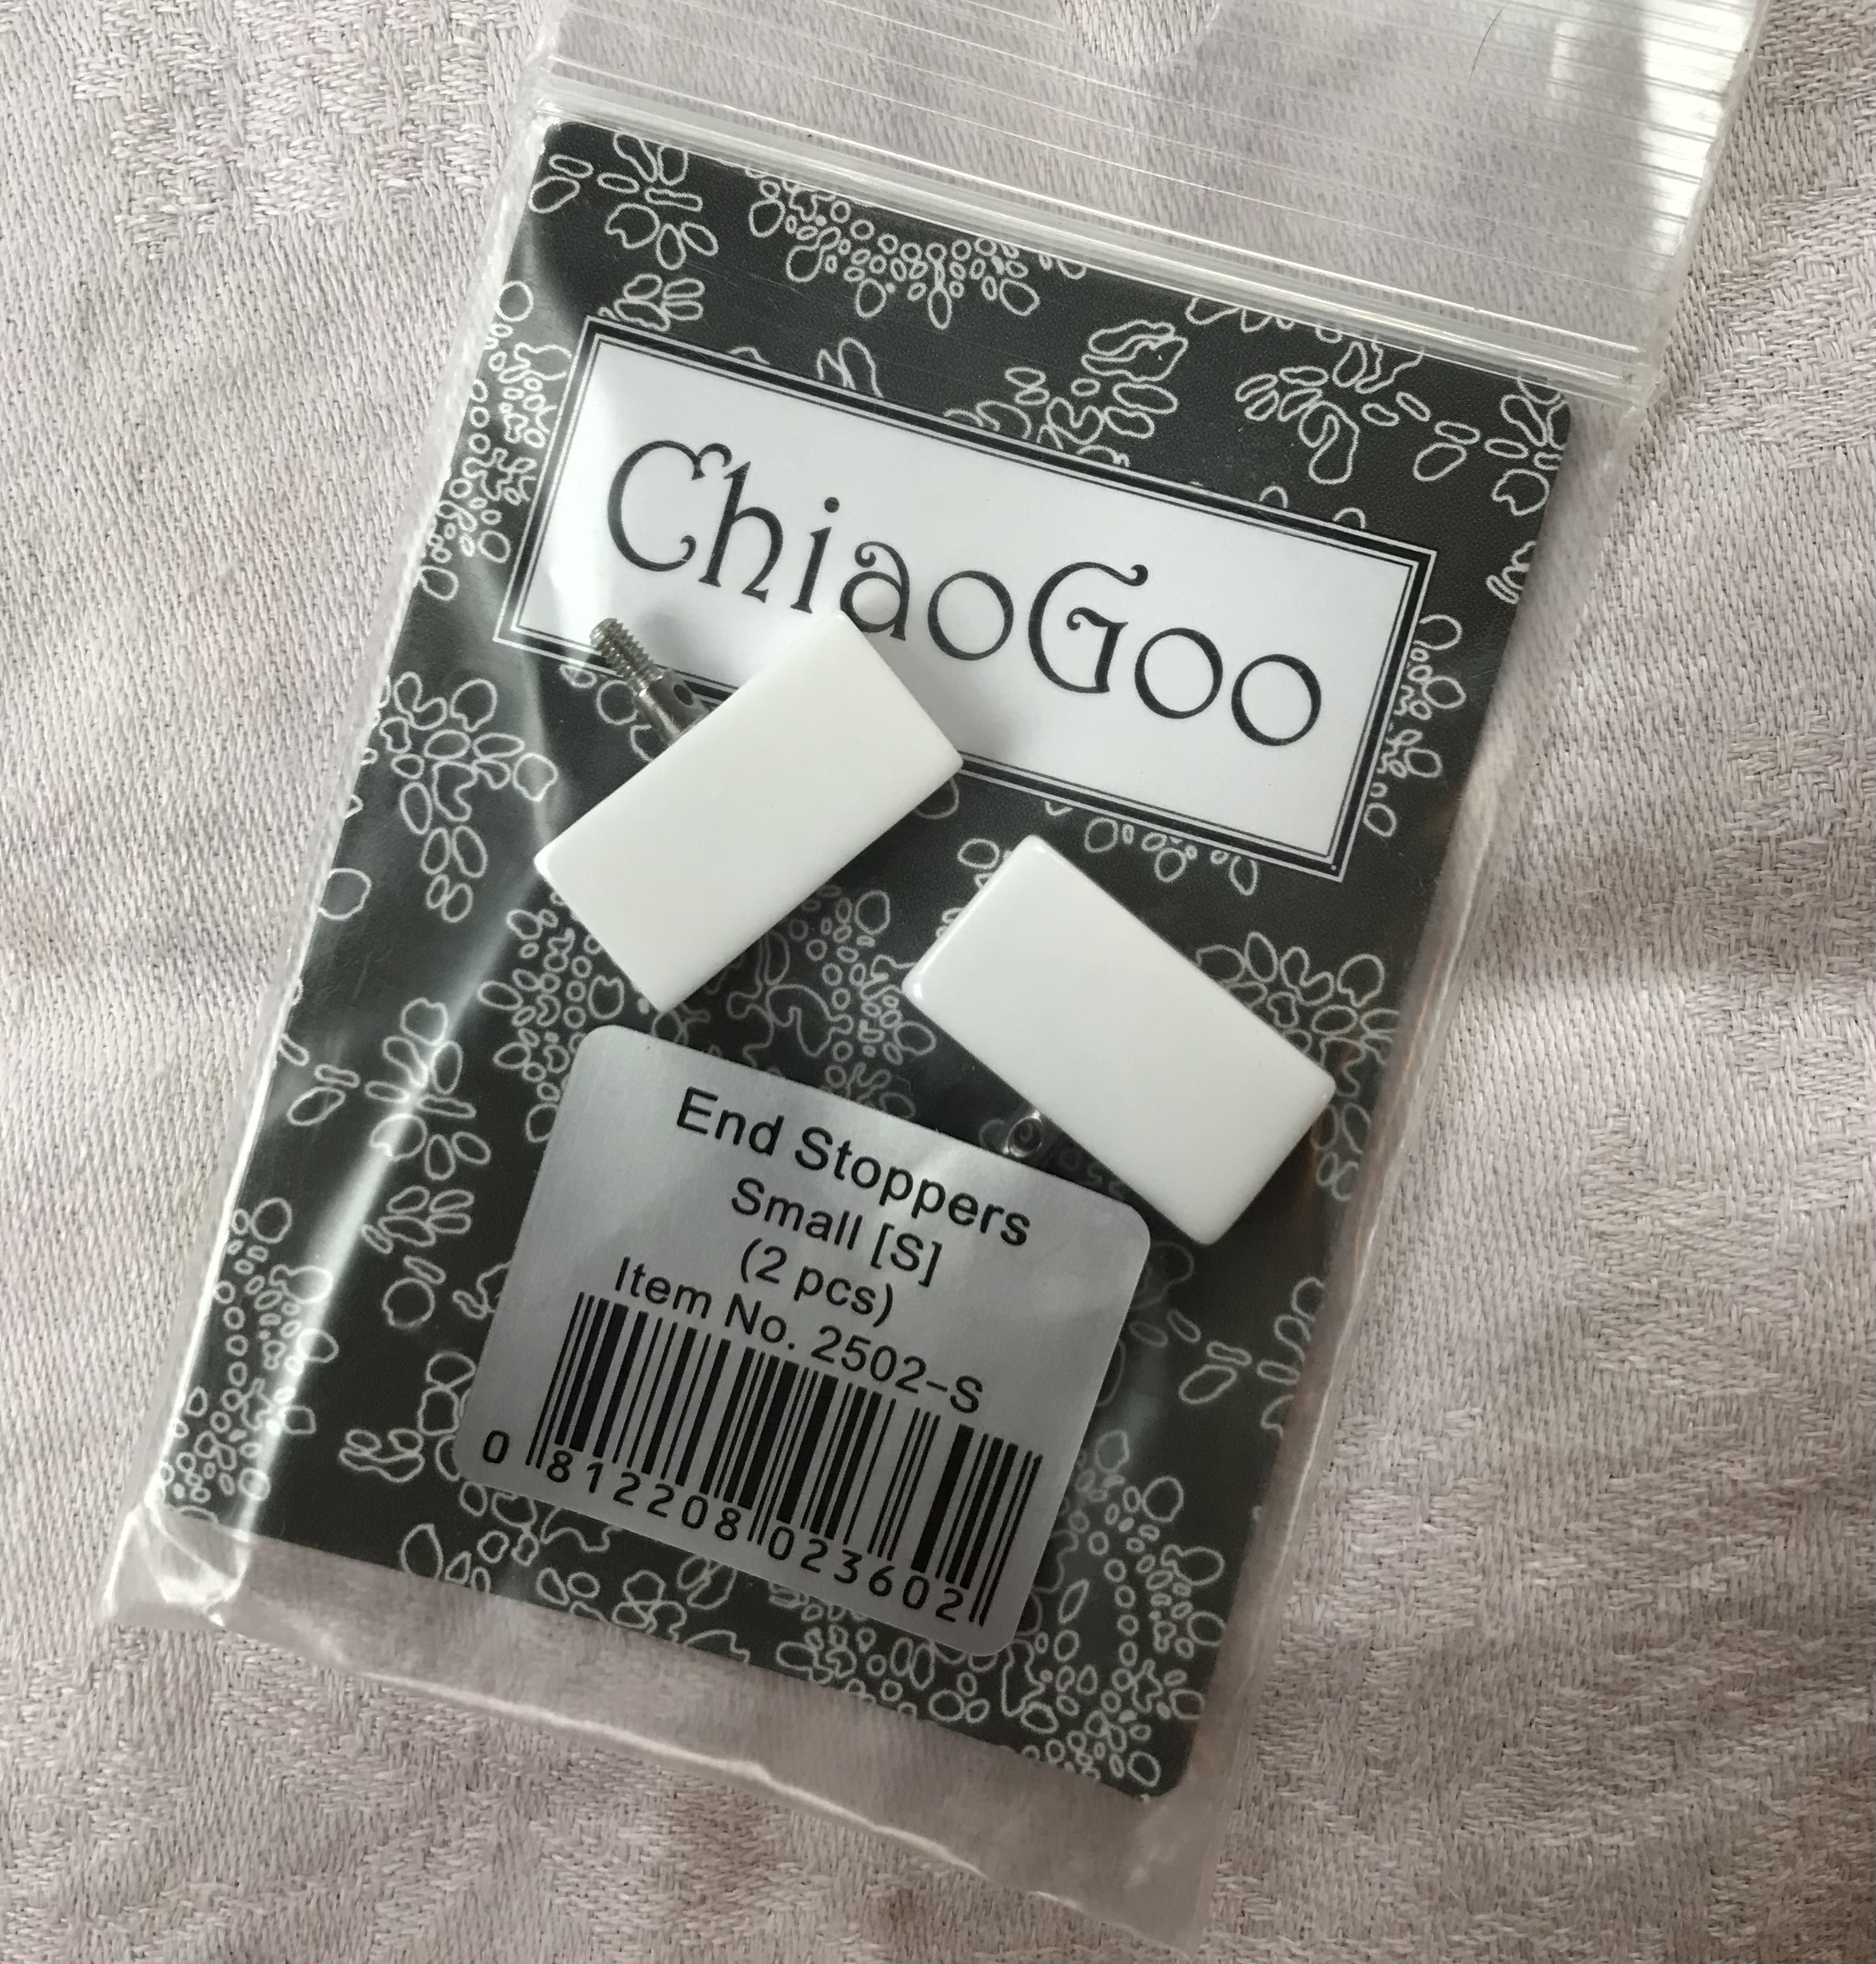 ChiaoGoo
End Stoppers
Small [S]
(2 pcs)
Item No. 2502-S
0 812208 023602